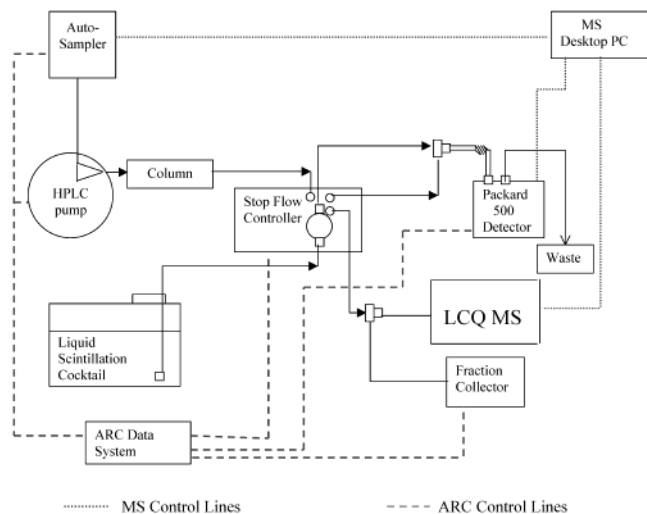 Auto-
Sampler
MS
Desktop PC
HPLC
pump
Column
Stop Flow
Controller
Packard
500
Detector
Waste
Liquid
Scintillation
Cocktail
LCQ MS
Fraction
Collector
ARC Data
System
MS Control Lines
ARC Control Lines